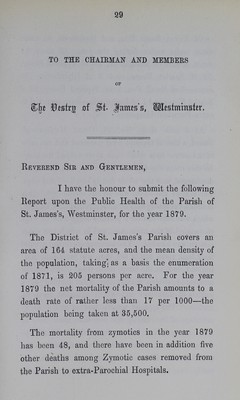 29
TO THE CHAIRMAN AND MEMBERS
OF
The Vestry of St. James's, Westminster.
REVEREND SIR AND GENTLEMEN,
I have the honour to submit the following
Report upon the Public Health of the Parish of
St. James's, Westminster, for the year 1879.
The District of St. James's Parish covers an
area of 164 statute acres, and the mean density of
the population, taking, as a basis the enumeration
of 1871, is 205 persons per acre. For the year
1879 the net mortality of the Parish amounts to a
death rate of rather less than 17 per 1000—the
population being taken at 35,500.
The mortality from zymotics in the year 1879
has been 48, and there have been in addition five
other deaths among Zymotic cases removed from
the Parish to extra-Parochial Hospitals.